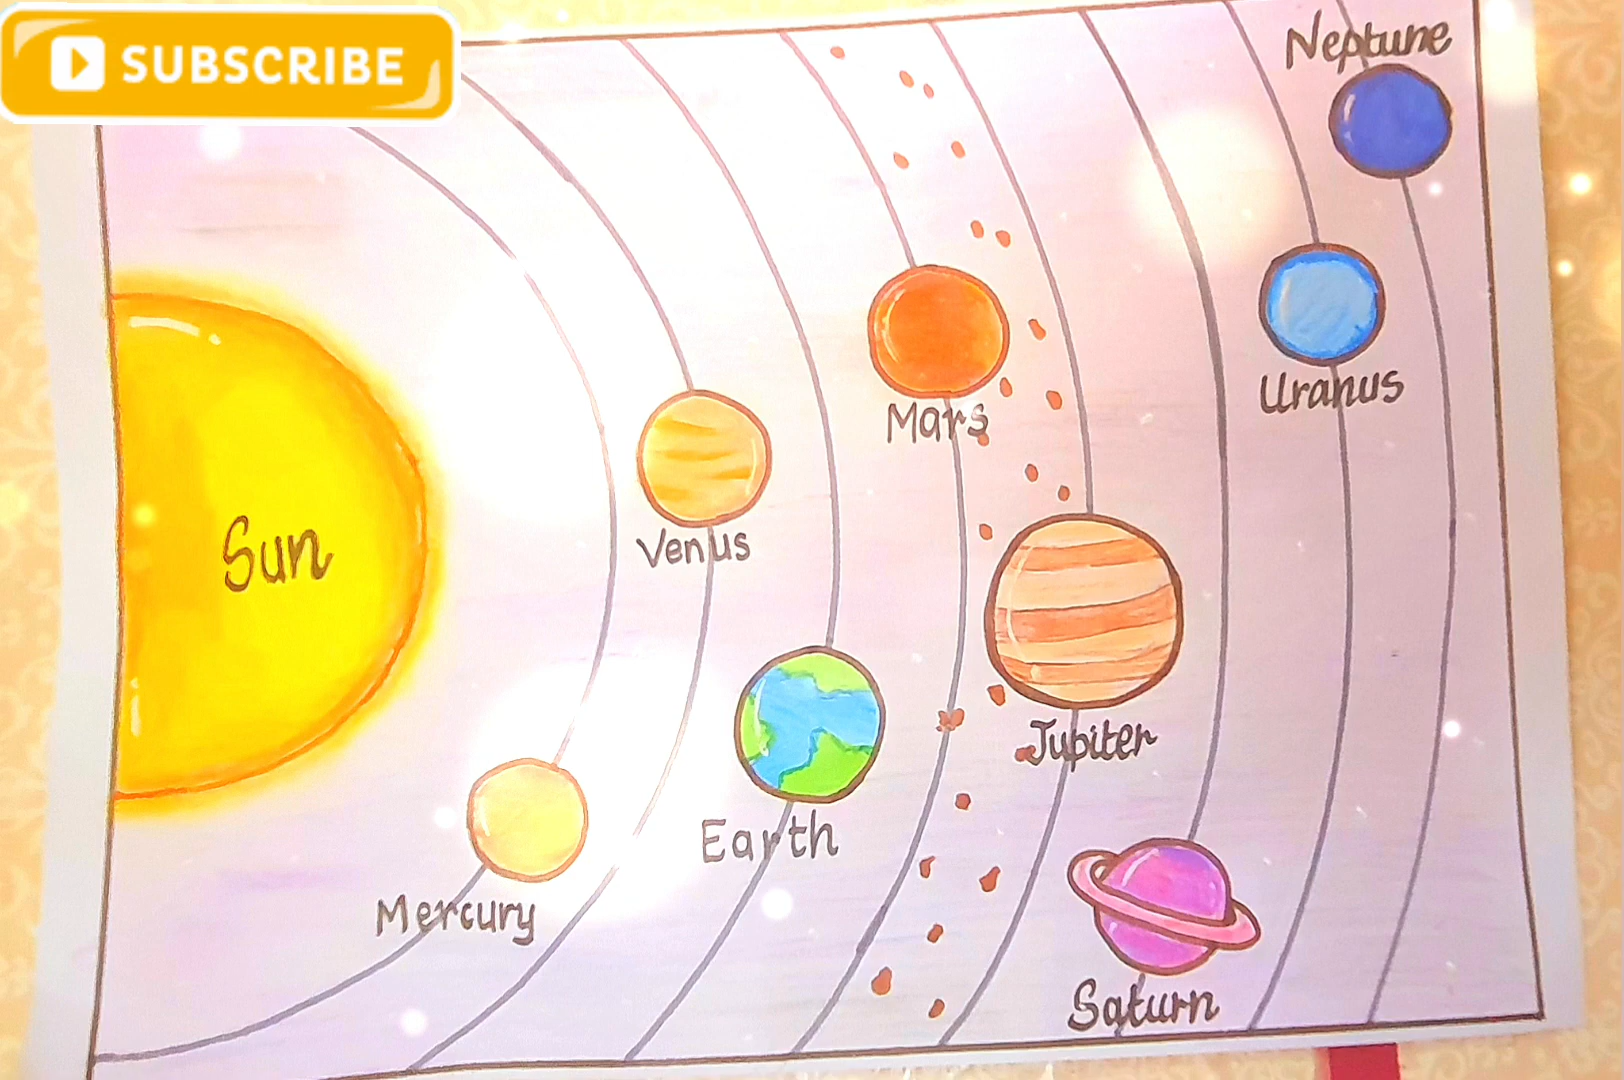 SUBSCRIBE
Neptune
Uranus
Mars
Venus
Sun
Jupiter
Earth
Mercury
Saturn